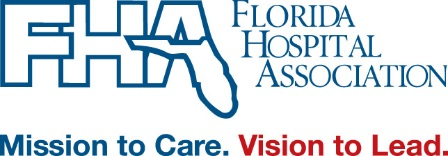 FHA
FLORIDA
HOSPITAL
ASSOCIATION
Mission to Care. Vision to Lead.